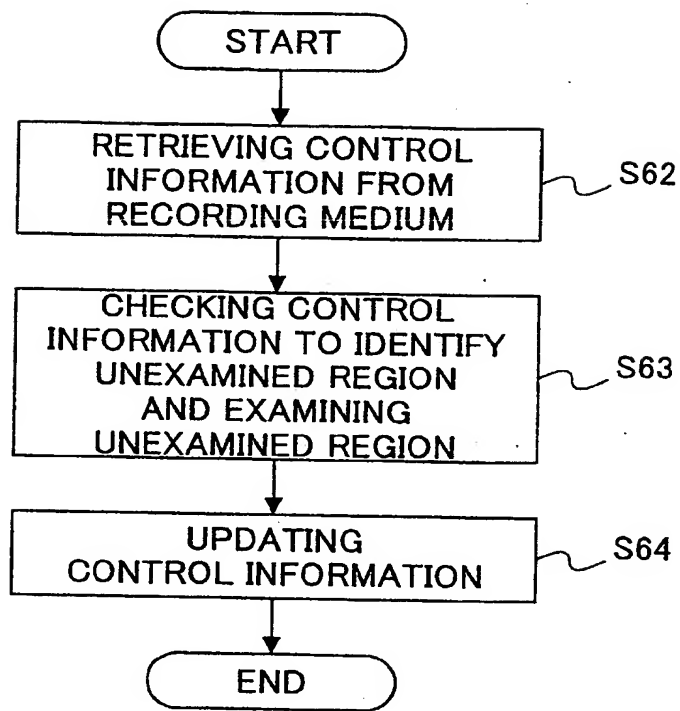 START
RETRIEVING CONTROL
INFORMATION FROM
RECORDING MEDIUM
S62
CHECKING CONTROL
INFORMATION TO IDENTIFY
UNEXAMINED REGION
AND EXAMINING
UNEXAMINED REGION
S63
UPDATING
CONTROL INFORMATION
S64
END